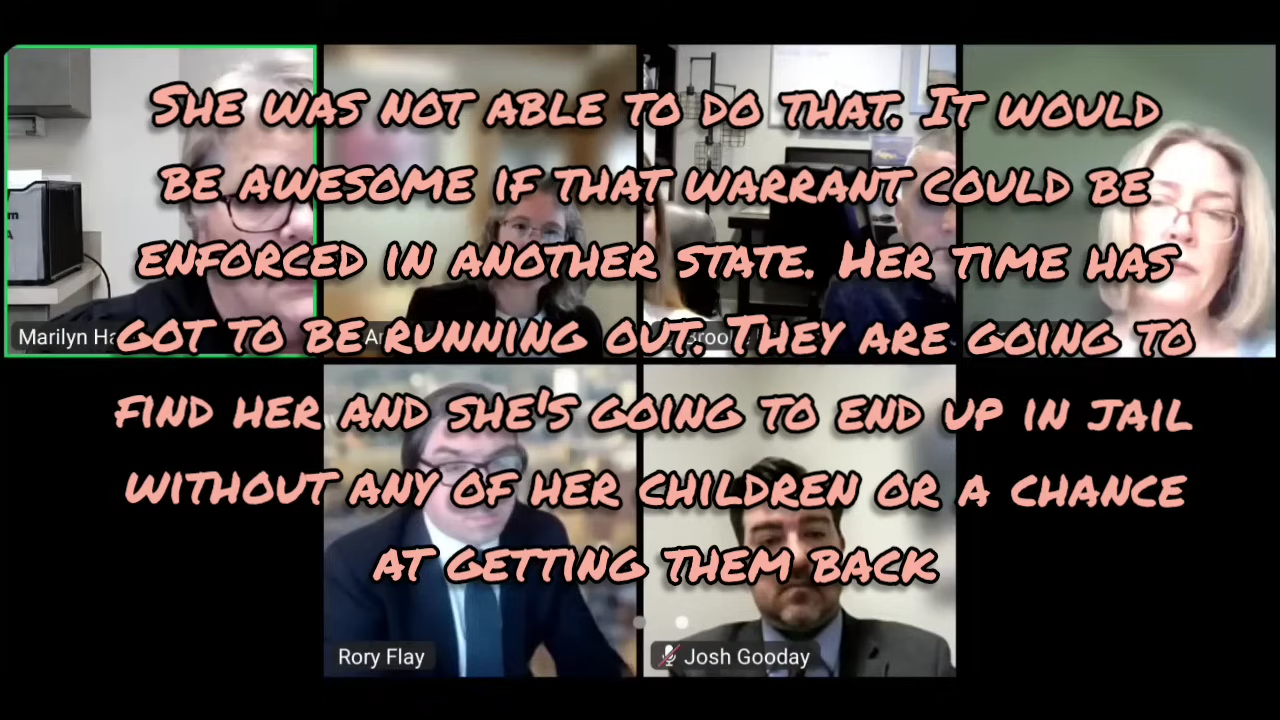 She was not able to do that. It would
be awesome if that warrant could be
enforced in another state. Her time has
got to be running out. They are going to
find her and she's going to end up in jail
without any of her children or a chance
at getting them back
Marilyn
Rory Flay
Josh Gooday